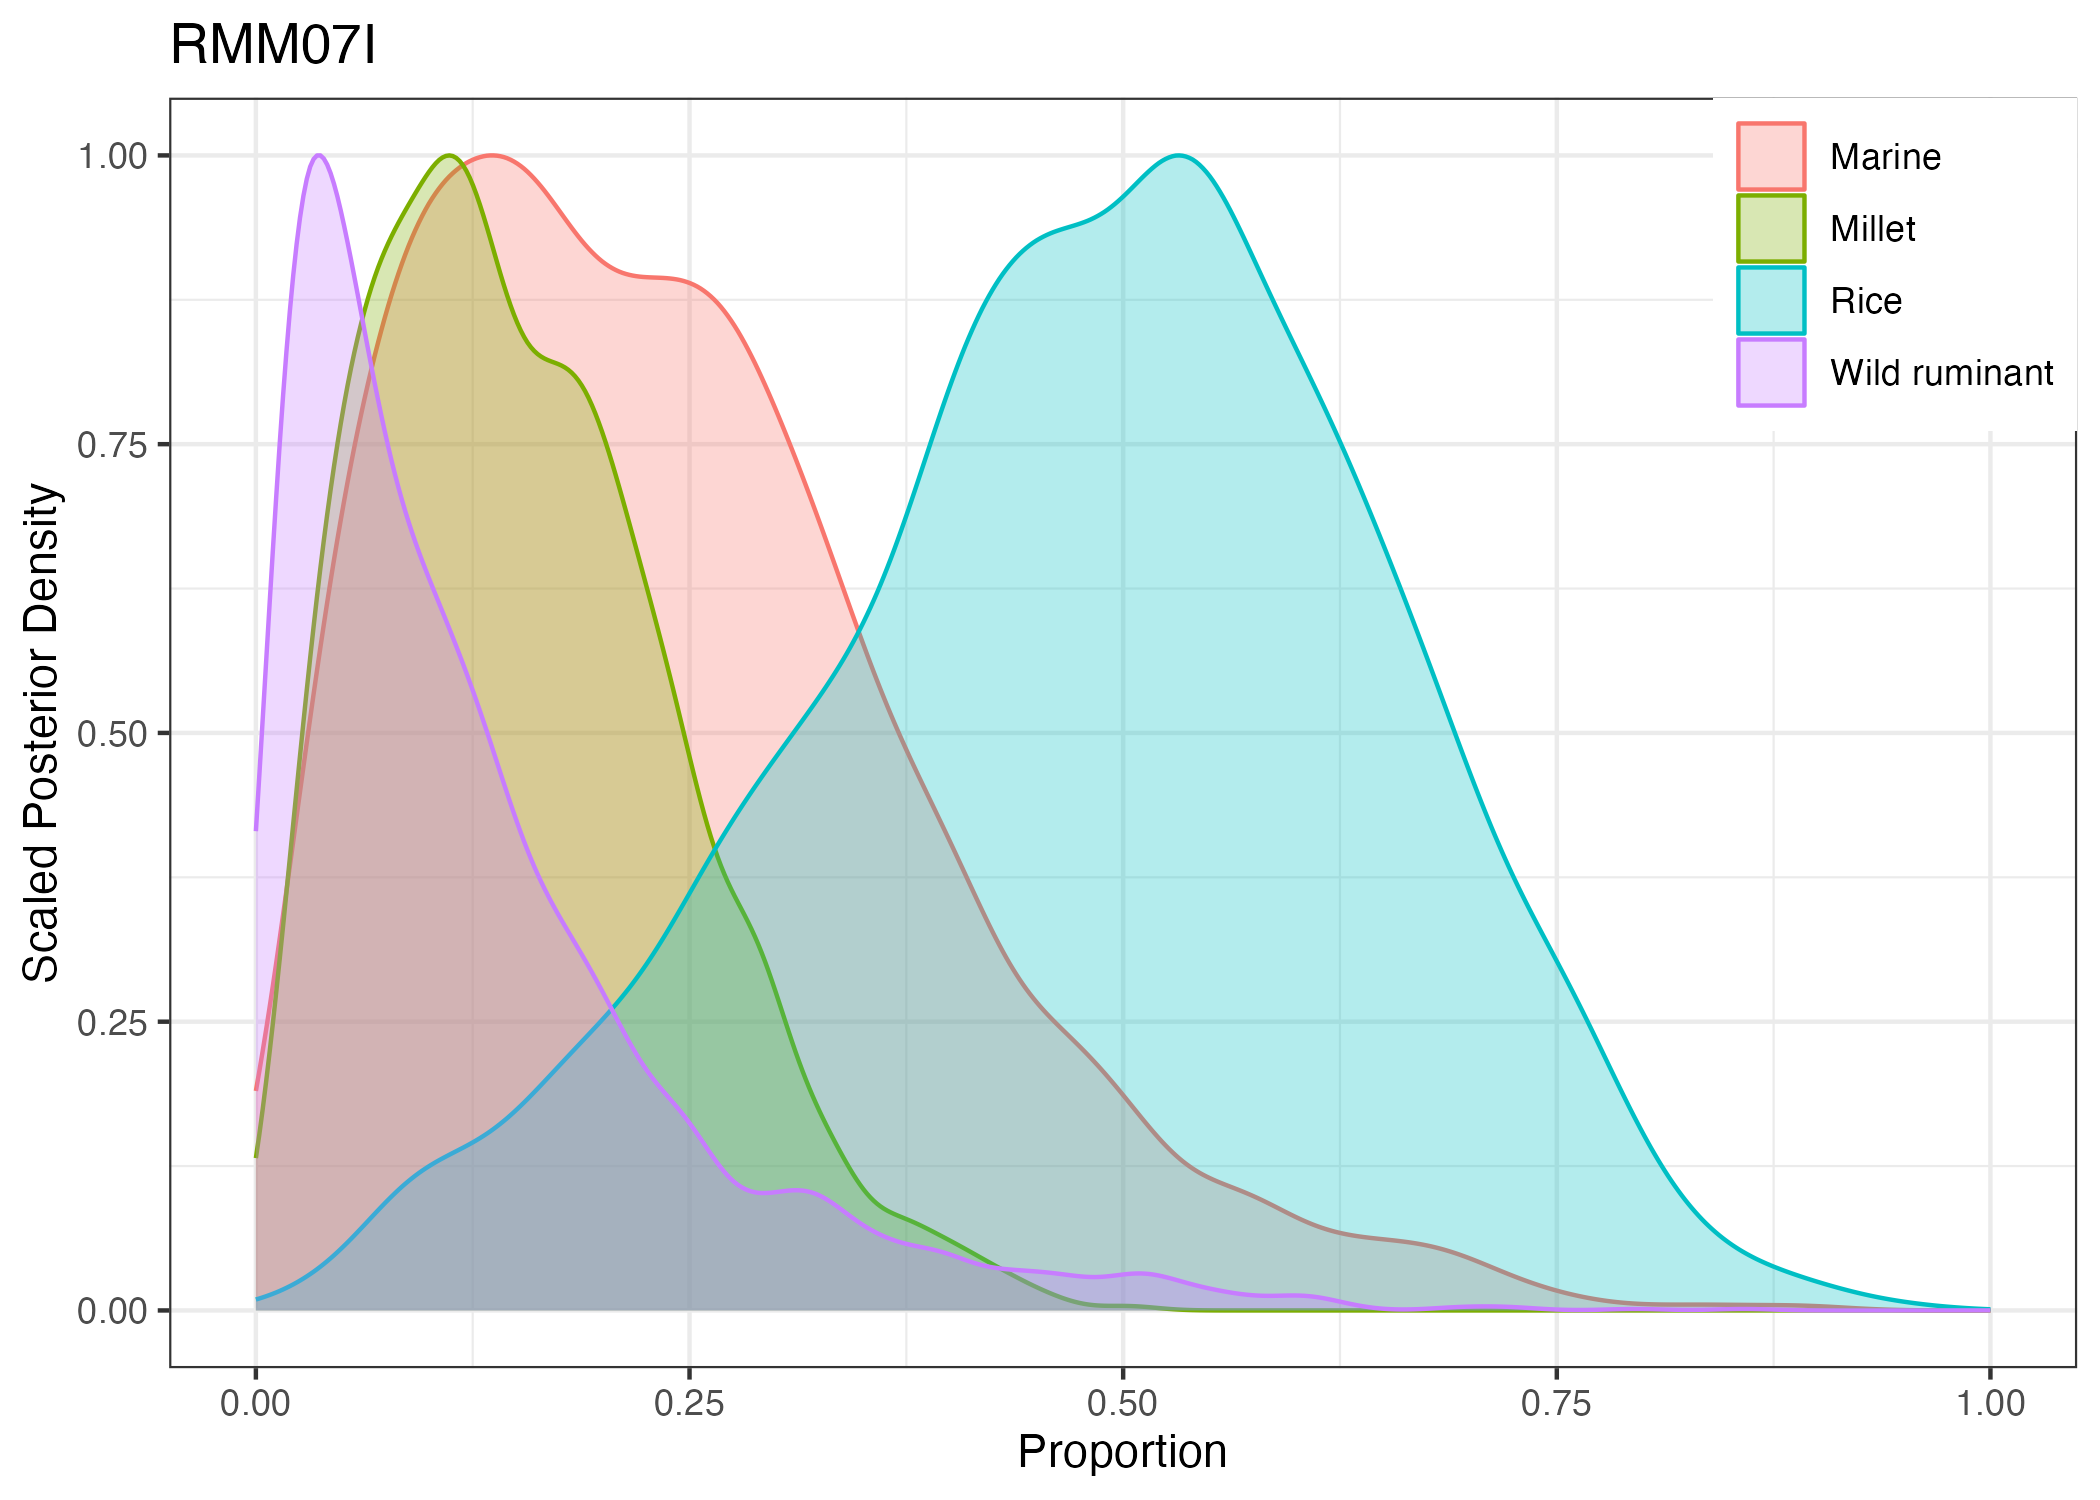 RMM07I
Marine
Millet
Rice
Wild ruminant
1.00
0.75
0.50
0.25
0.00
Scaled Posterior Density
0.00 0.25 0.50 0.75 1.00
Proportion